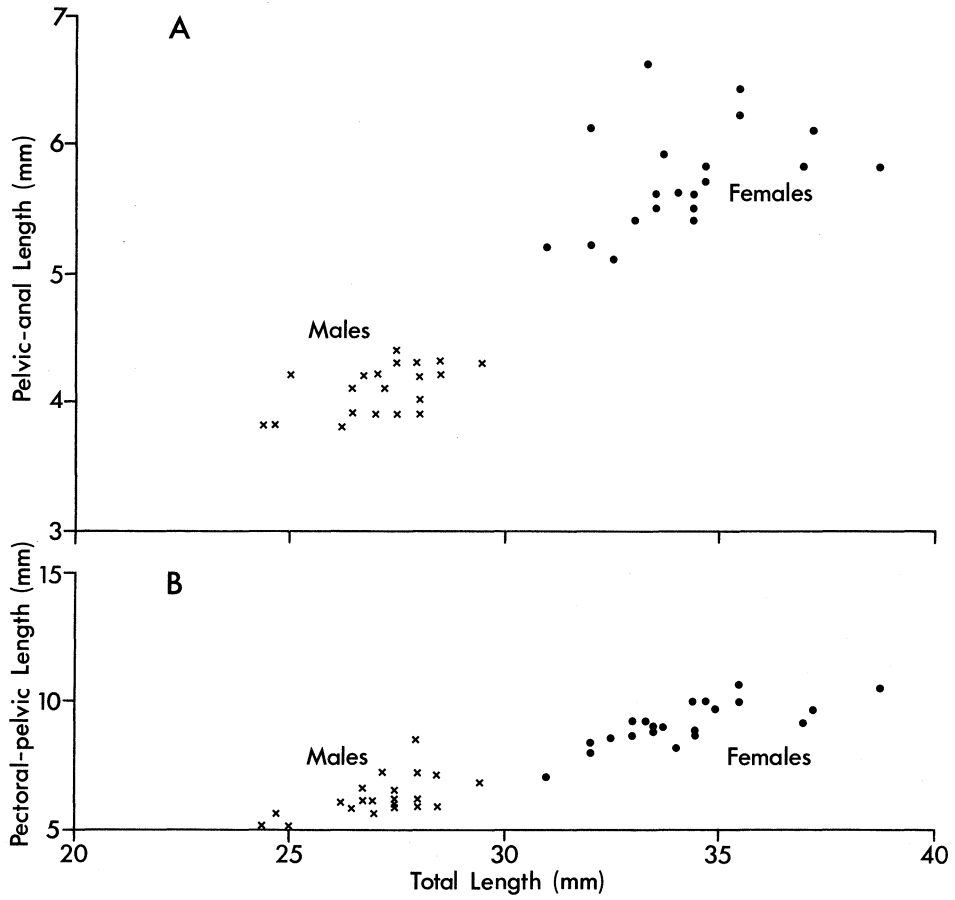 A
7
6
5
4
3
Pelvic-anal Length (mm)
Females
Males
B
15
10
5
Pectoral-pelvic Length (mm)
Males
Females
20 25 30 35 40
Total Length (mm)